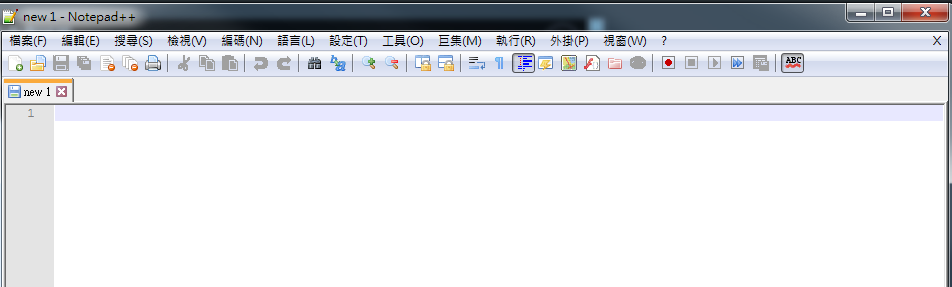 new 1 - Notepad++
檔案(F) 編輯(E) 搜尋(S) 檢視(V) 編碼(N) 語言(L) 設定(T) 工具(O) 巨集(M) 執行(R) 外掛(P) 視窗(W) ? X
ABC
new 1
1